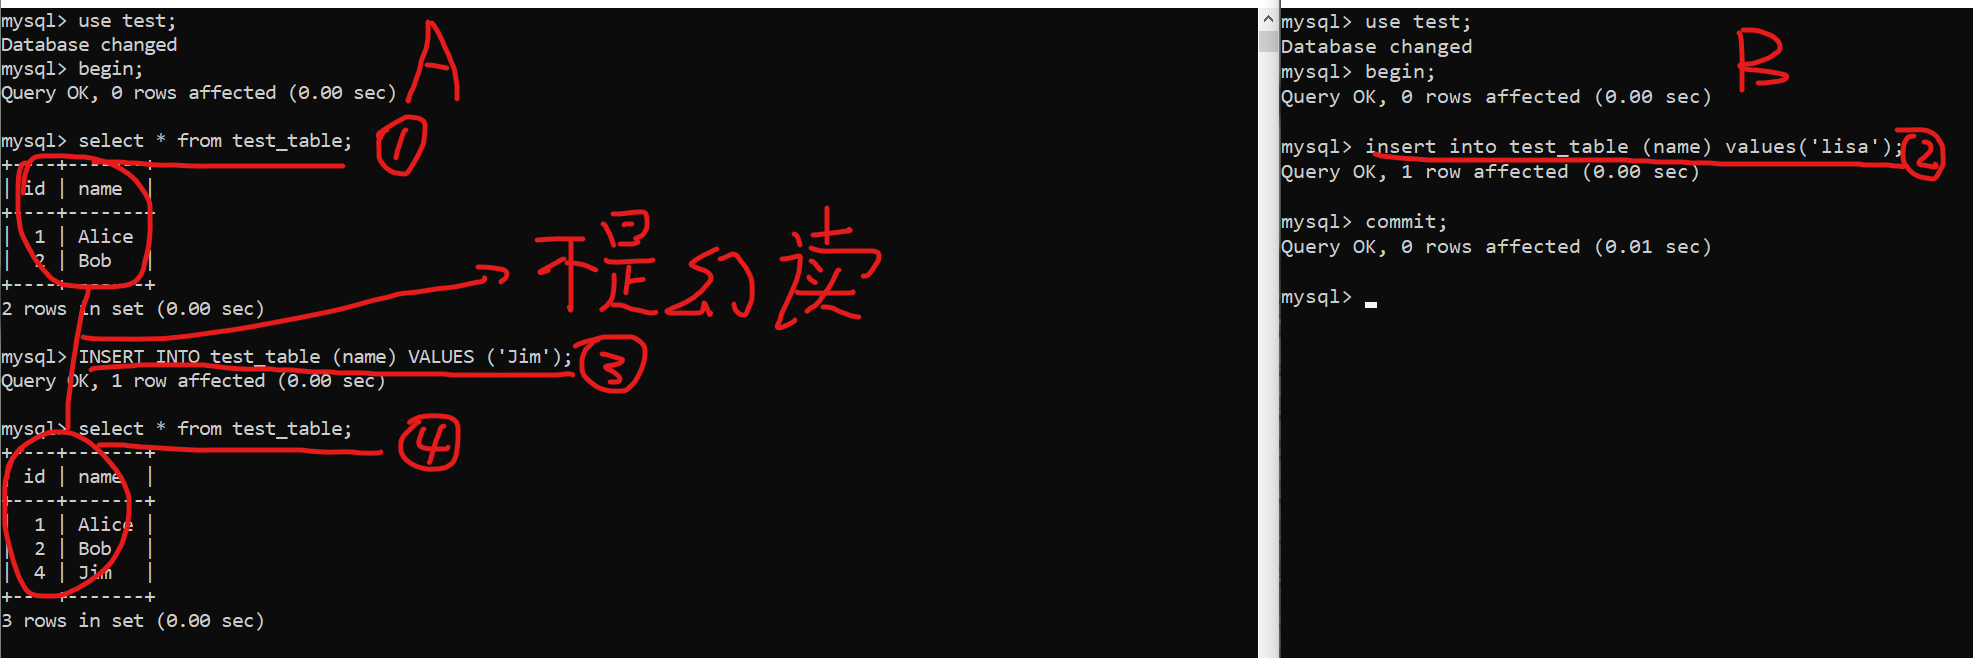 mysql> use test;
Database changed
mysql> begin;
Query OK, 0 rows affected (0.00 sec)
A
mysql> select * from test_table;
①
+----+-------+
| id | name  |
+----+-------+
|  1 | Alice |
|  2 | Bob   |
+----+-------+
2 rows in set (0.00 sec)
不是幻读
mysql> INSERT INTO test_table (name) VALUES ('Jim');
③
Query OK, 1 row affected (0.00 sec)
mysql> select * from test_table;
④
+----+-------+
| id | name  |
+----+-------+
|  1 | Alice |
|  2 | Bob   |
|  4 | Jim   |
+----+-------+
3 rows in set (0.00 sec)
mysql> use test;
Database changed
mysql> begin;
Query OK, 0 rows affected (0.00 sec)
B
mysql> insert into test_table (name) values('lisa');
②
Query OK, 1 row affected (0.00 sec)
mysql> commit;
Query OK, 0 rows affected (0.01 sec)
mysql>